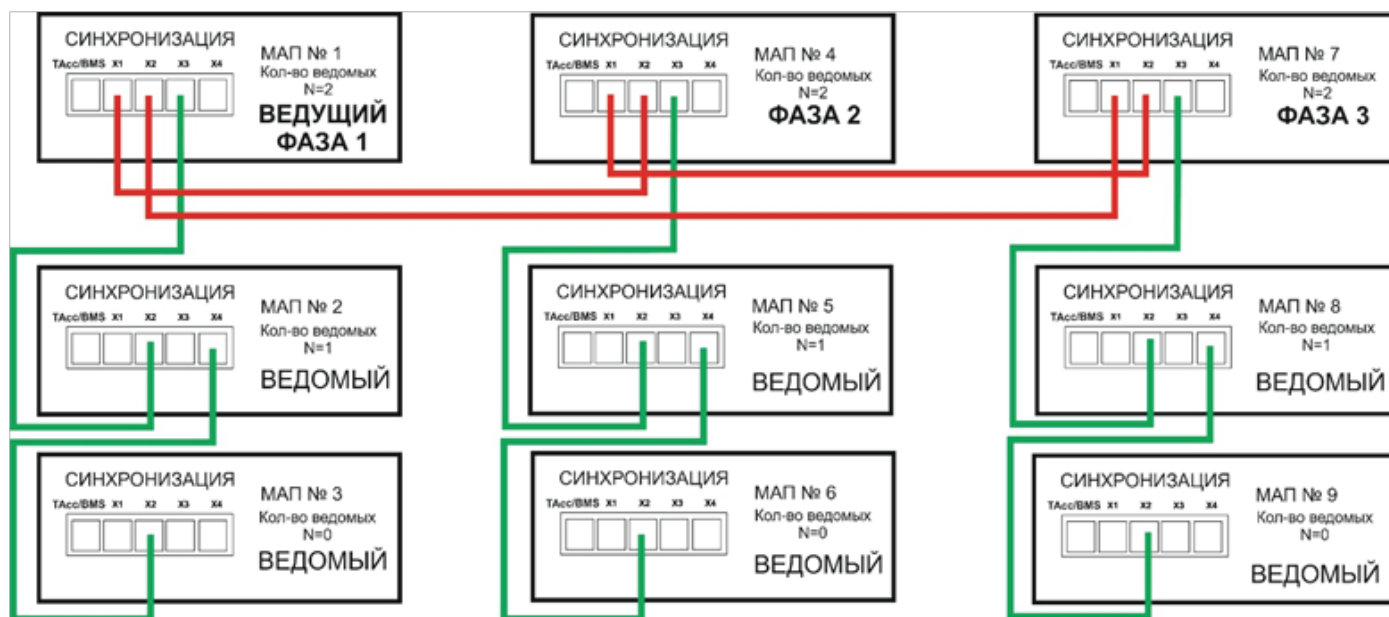 СИНХРОНИЗАЦИЯ
TAcc/BMS X1 X2 X3 X4
МАП № 1
Кол-во ведомых
N=2
ВЕДУЩИЙ
ФАЗА 1
СИНХРОНИЗАЦИЯ
TAcc/BMS X1 X2 X3 X4
МАП № 4
Кол-во ведомых
N=2
ФАЗА 2
СИНХРОНИЗАЦИЯ
TAcc/BMS X1 X2 X3 X4
МАП № 7
Кол-во ведомых
N=2
ФАЗА 3
СИНХРОНИЗАЦИЯ
TAcc/BMS X1 X2 X3 X4
МАП № 2
Кол-во ведомых
N=1
ВЕДОМЫЙ
СИНХРОНИЗАЦИЯ
TAcc/BMS X1 X2 X3 X4
МАП № 5
Кол-во ведомых
N=1
ВЕДОМЫЙ
СИНХРОНИЗАЦИЯ
TAcc/BMS X1 X2 X3 X4
МАП № 8
Кол-во ведомых
N=1
ВЕДОМЫЙ
СИНХРОНИЗАЦИЯ
TAcc/BMS X1 X2 X3 X4
МАП № 3
Кол-во ведомых
N=0
ВЕДОМЫЙ
СИНХРОНИЗАЦИЯ
TAcc/BMS X1 X2 X3 X4
МАП № 6
Кол-во ведомых
N=0
ВЕДОМЫЙ
СИНХРОНИЗАЦИЯ
TAcc/BMS X1 X2 X3 X4
МАП № 9
Кол-во ведомых
N=0
ВЕДОМЫЙ